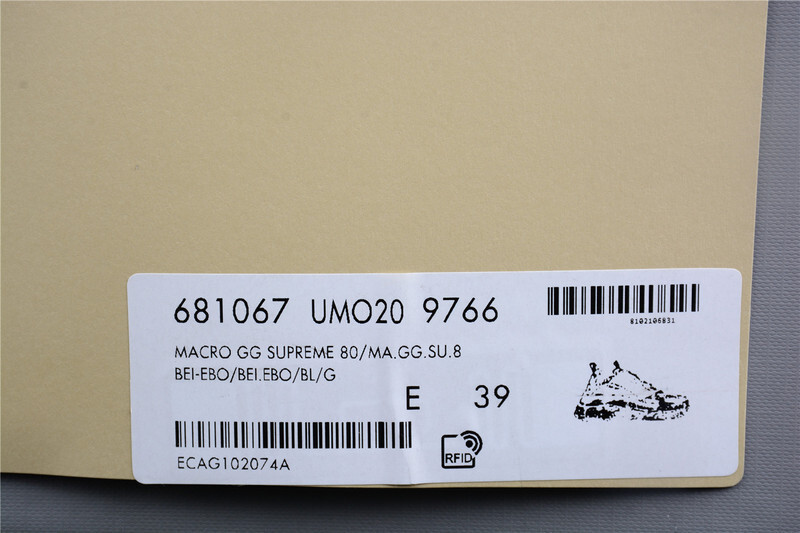 681067 UMO20 9766
8102106831
MACRO GG SUPREME 80/MA.GG.SU.8
BEI-EBO/BEI.EBO/BL/G
E 39
ECAG102074A
RFID